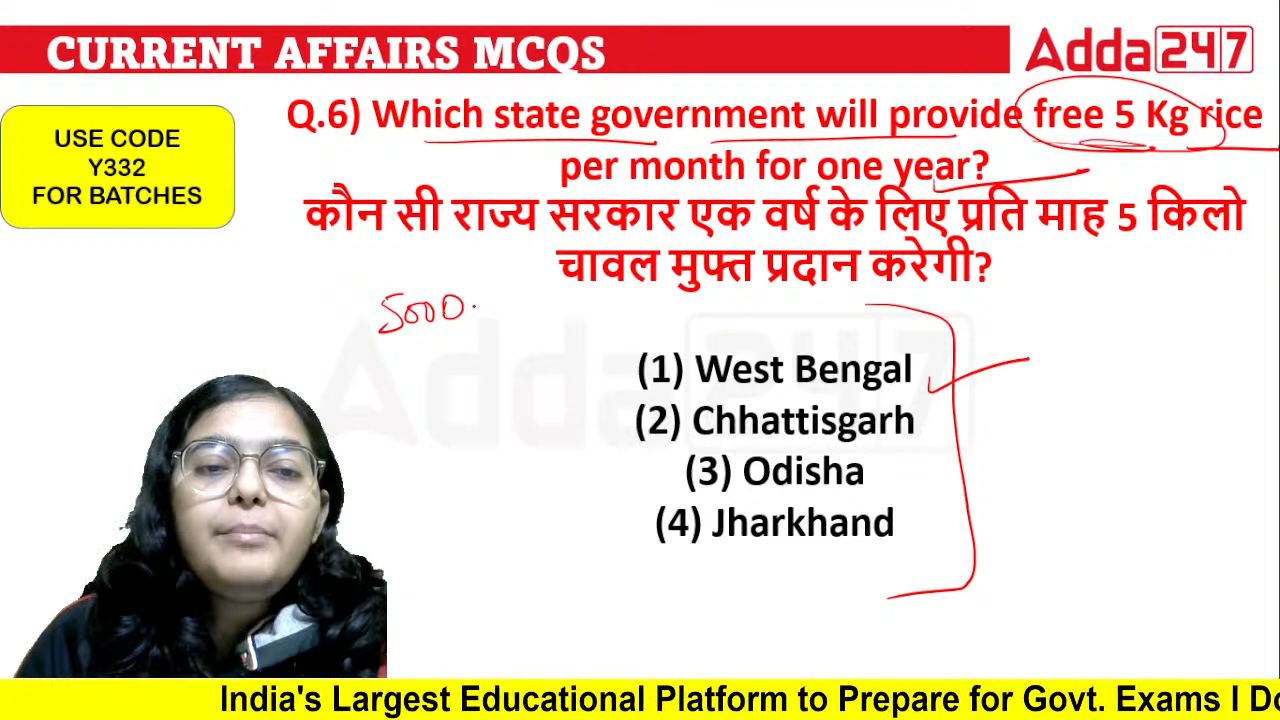 CURRENT AFFAIRS MCQS
Adda247
USE CODE
Y332
FOR BATCHES
Q.6) Which state government will provide free 5 Kg rice
per month for one year?
कौन सी राज्य सरकार एक वर्ष के लिए प्रति माह 5 किलो
चावल मुफ्त प्रदान करेगी?
5000.
Adda247
(1) West Bengal
(2) Chhattisgarh
(3) Odisha
(4) Jharkhand
India's Largest Educational Platform to Prepare for Govt. Exams I Do